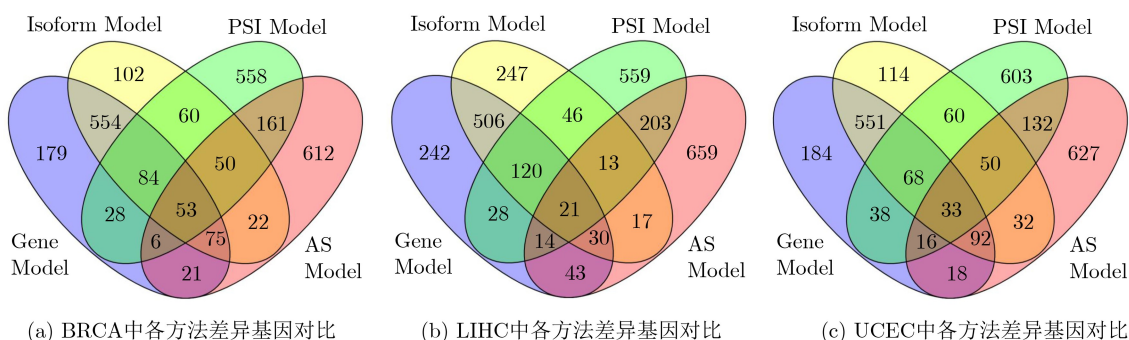 Isoform Model
PSI Model
102
558
554
60
161
179
50
612
84
28
53
22
6
75
21
Gene
Model
AS
Model
(a) BRCA中各方法差异基因对比
Isoform Model
PSI Model
247
559
506
46
203
242
13
659
120
28
21
17
14
30
43
Gene
Model
AS
Model
(b) LIHC中各方法差异基因对比
Isoform Model
PSI Model
114
603
551
60
132
184
50
627
68
38
33
32
16
92
18
Gene
Model
AS
Model
(c) UCEC中各方法差异基因对比